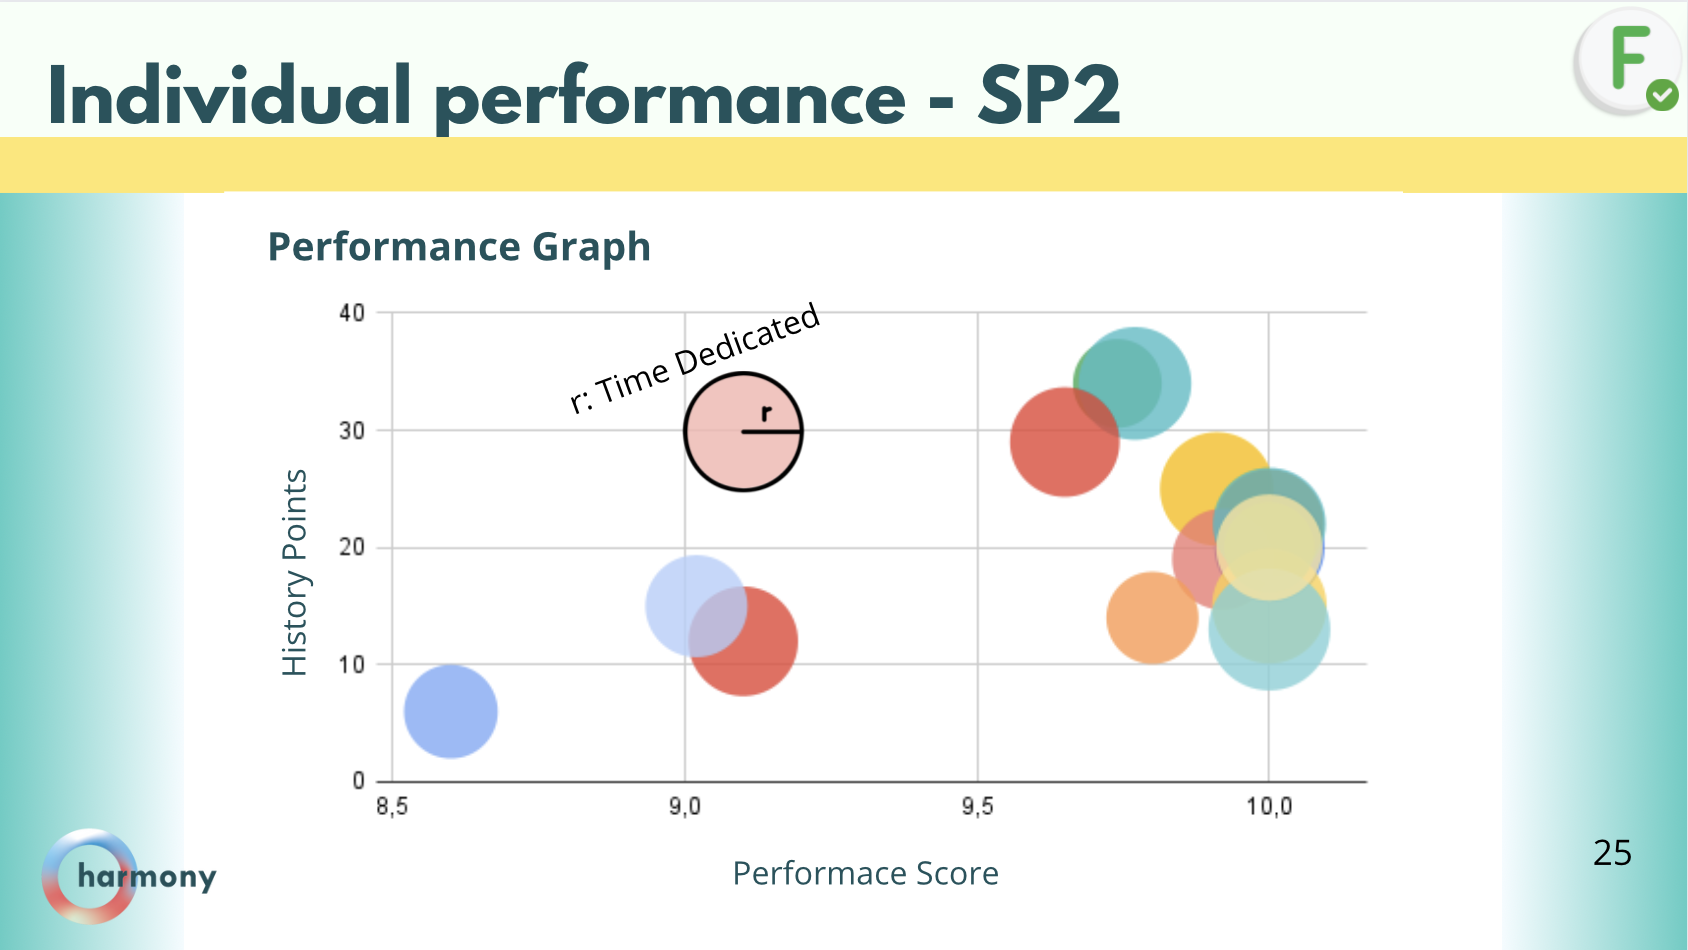 Individual performance - SP2
F
Performance Graph
r: Time Dedicated
r
History Points
40
30
20
10
0
8,5 9,0 9,5 10,0
Performace Score
harmony
25